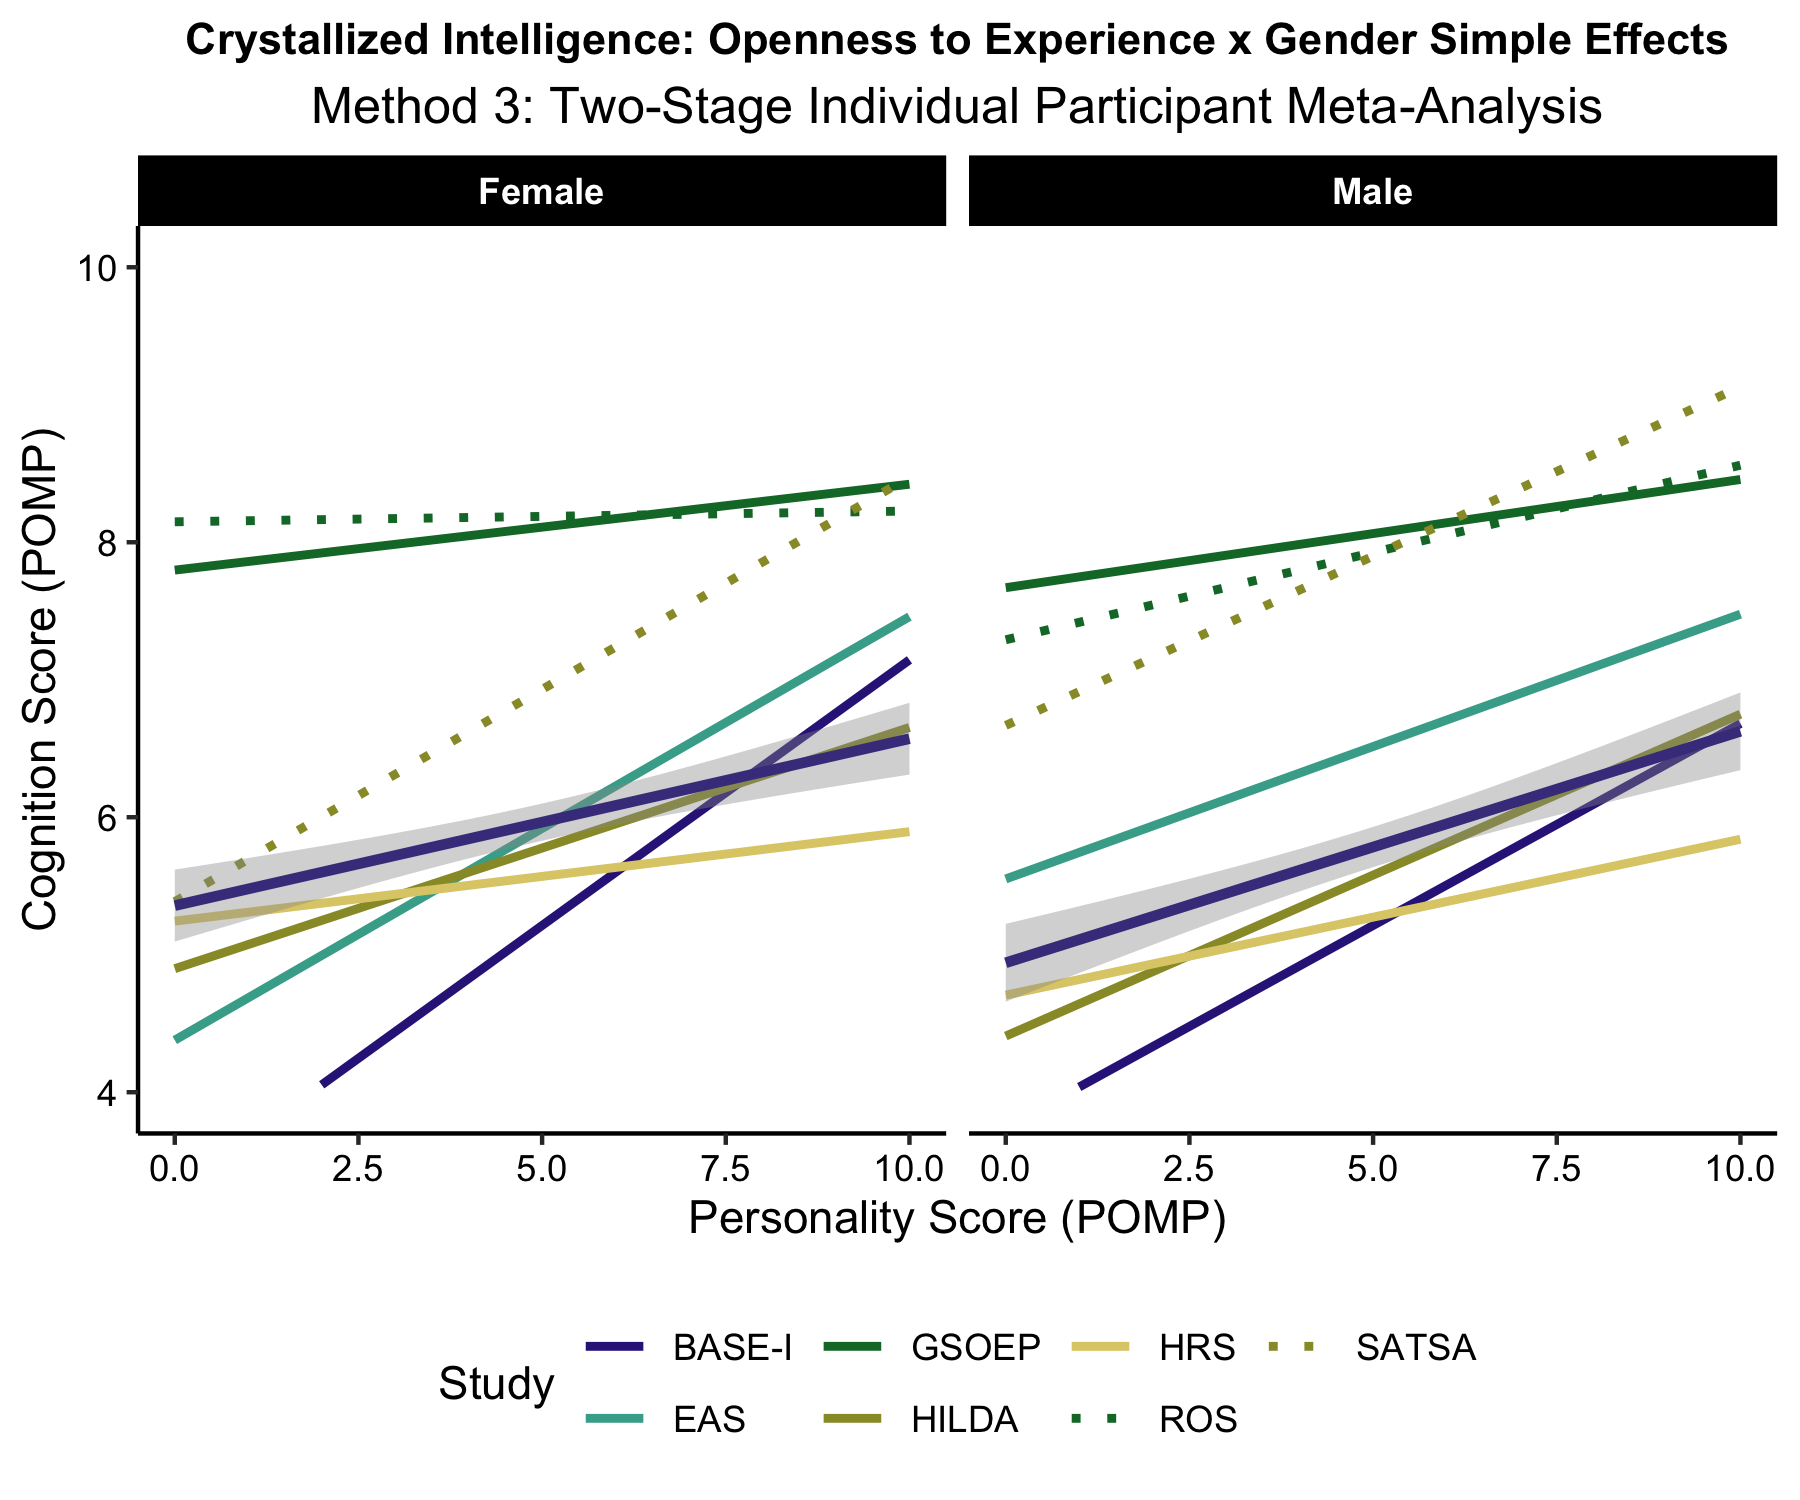 Crystallized Intelligence: Openness to Experience x Gender Simple Effects
Method 3: Two-Stage Individual Participant Meta-Analysis
Female Male
10
8
6
4
Cognition Score (POMP)
0.0 2.5 5.0 7.5 10.0 0.0 2.5 5.0 7.5 10.0
Personality Score (POMP)
Study
BASE-I GSOEP HRS SATSA
EAS HILDA ROS